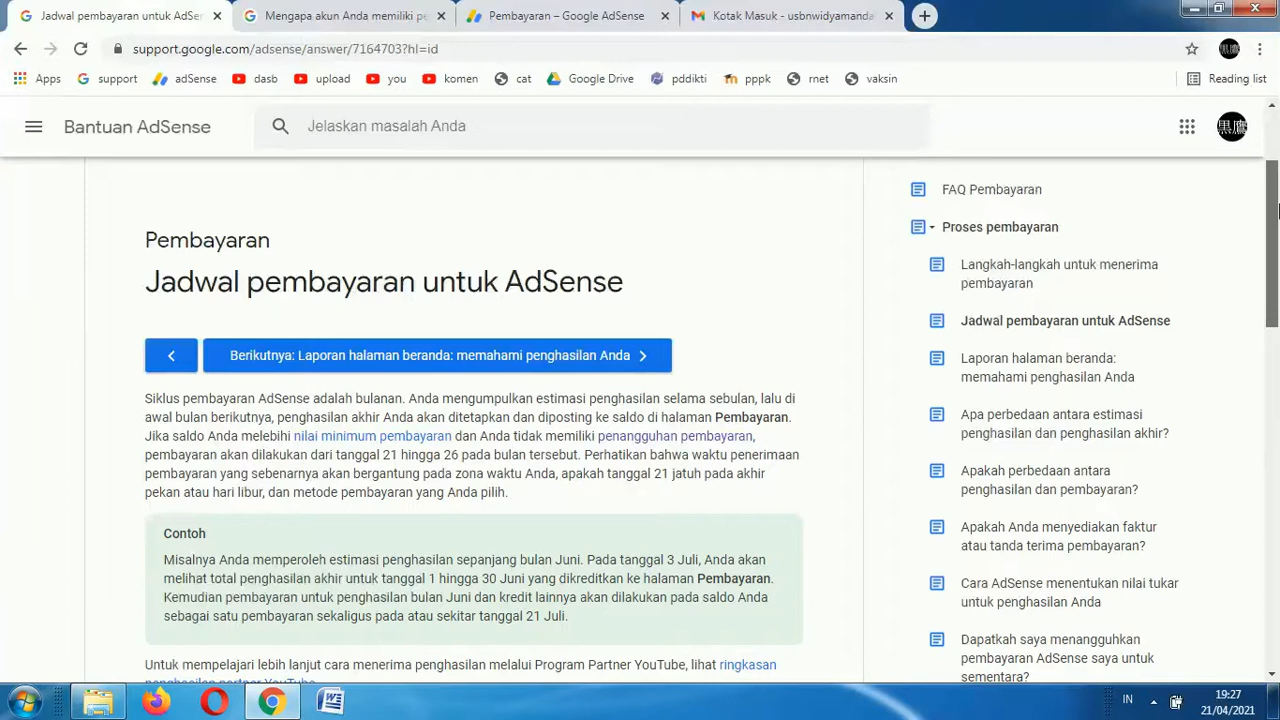 Jadwal pembayaran untuk AdSer
Mengapa akun Anda memiliki pe
Pembayaran – Google AdSense
Kotak Masuk - usbnwidyamanda
support.google.com/adsense/answer/7164703?hl=id
Apps
support
adSense
dasb
upload
you
komen
cat
Google Drive
pddikti
pppk
rnet
vaksin
Reading list
Bantuan AdSense
Jelaskan masalah Anda
黒鷹
Pembayaran
Jadwal pembayaran untuk AdSense
Berikutnya: Laporan halaman beranda: memahami penghasilan Anda
Siklus pembayaran AdSense adalah bulanan. Anda mengumpulkan estimasi penghasilan selama sebulan, lalu di
awal bulan berikutnya, penghasilan akhir Anda akan ditetapkan dan diposting ke saldo di halaman Pembayaran.
Jika saldo Anda melebihi nilai minimum pembayaran dan Anda tidak memiliki penangguhan pembayaran,
pembayaran akan dilakukan dari tanggal 21 hingga 26 pada bulan tersebut. Perhatikan bahwa waktu penerimaan
pembayaran yang sebenarnya akan bergantung pada zona waktu Anda, apakah tanggal 21 jatuh pada akhir
pekan atau hari libur, dan metode pembayaran yang Anda pilih.
Contoh
Misalnya Anda memperoleh estimasi penghasilan sepanjang bulan Juni. Pada tanggal 3 Juli, Anda akan
melihat total penghasilan akhir untuk tanggal 1 hingga 30 Juni yang dikreditkan ke halaman Pembayaran.
Kemudian pembayaran untuk penghasilan bulan Juni dan kredit lainnya akan dilakukan pada saldo Anda
sebagai satu pembayaran sekaligus pada atau sekitar tanggal 21 Juli.
Untuk mempelajari lebih lanjut cara menerima penghasilan melalui Program Partner YouTube, lihat ringkasan
penghasilan partner YouTube
FAQ Pembayaran
Proses pembayaran
Langkah-langkah untuk menerima
pembayaran
Jadwal pembayaran untuk AdSense
Laporan halaman beranda:
memahami penghasilan Anda
Apa perbedaan antara estimasi
penghasilan dan penghasilan akhir?
Apakah perbedaan antara
penghasilan dan pembayaran?
Apakah Anda menyediakan faktur
atau tanda terima pembayaran?
Cara AdSense menentukan nilai tukar
untuk penghasilan Anda
Dapatkah saya menangguhkan
pembayaran AdSense saya untuk
sementara?
IN
19:27
21/04/2021